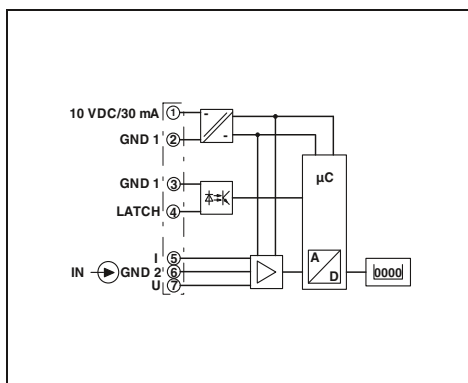 10 VDC/30 mA 1
GND 1 2
GND 1 3
LATCH 4
I 5
IN GND 2 6
U 7
µC
A
D
0000